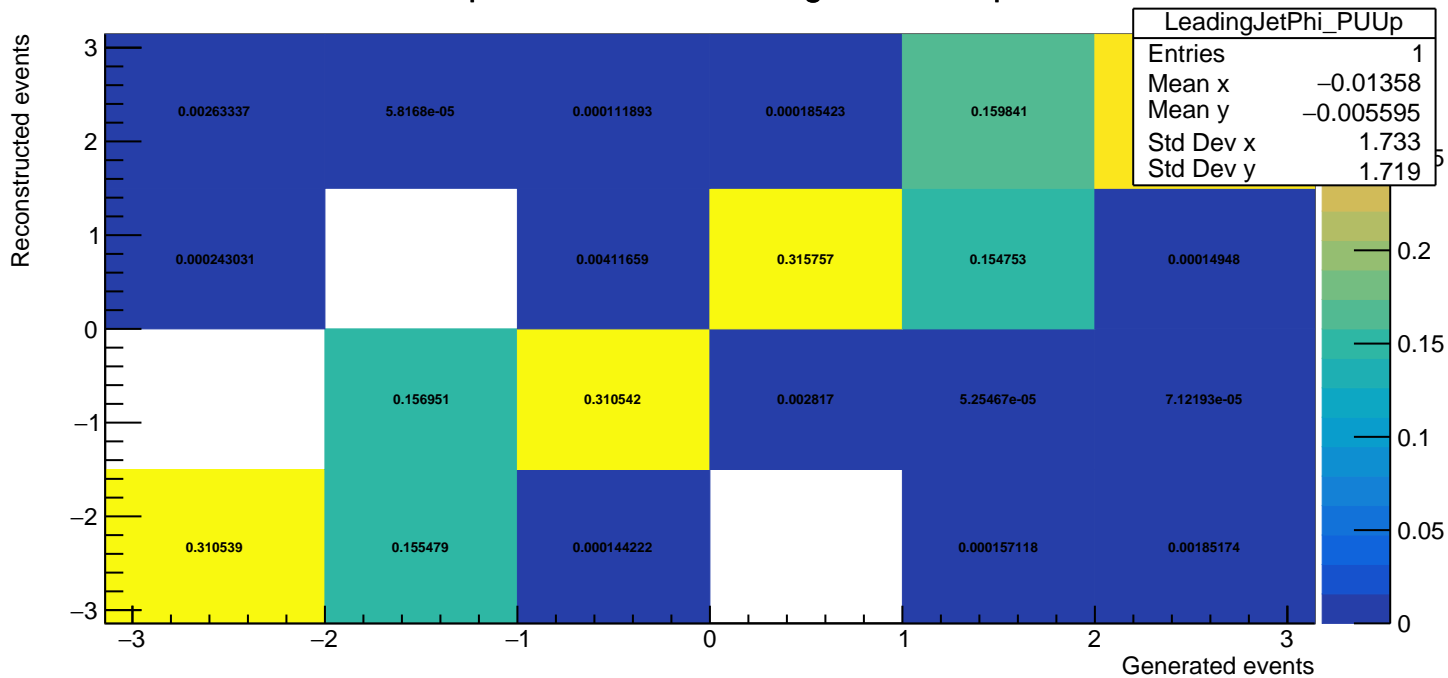 LeadingJetPhi_PUUp
Entries 1
Mean x −0.01358
Mean y −0.005595
Std Dev x 1.733
Std Dev y 1.719
Reconstructed events
3
2
1
0
−1
−2
−3
0.00263337 5.8168e-05 0.000111893 0.000185423 0.159841
0.000243031 0.00411659 0.315757 0.154753 0.00014948
0.156951 0.310542 0.002817 5.25467e-05 7.12193e-05
0.310539 0.155479 0.000144222 0.000157118 0.00185174
0.2
0.15
0.1
0.05
0
−3 −2 −1 0 1 2 3
Generated events